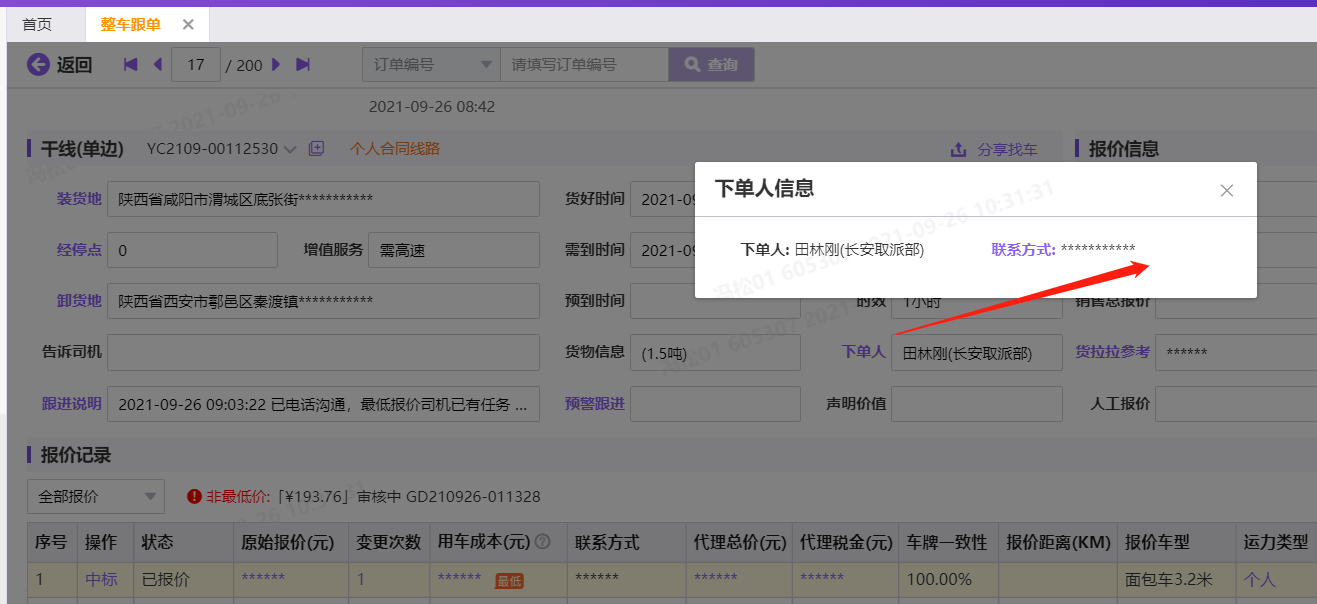 首页 整车跟单
返回 17 / 200 订单编号 请填写订单编号 查询
2021-09-26 08:42
干线(单边) YC2109-00112530 个人合同线路 分享找车 报价信息
下单人信息
装货地 陕西省咸阳市渭城区底张街*********** 货好时间 2021-09
经停点 0 增值服务 需高速 需到时间 2021-09
下单人: 田林刚(长安取派部) 联系方式: ***********
卸货地 陕西省西安市鄠邑区秦渡镇*********** 预到时间 时效 1小时 销售总报价
告诉司机 货物信息 (1.5吨) 下单人 田林刚(长安取派部) 货拉拉参考 ******
跟进说明 2021-09-26 09:03:22 已电话沟通，最低报价司机已有任务 ... 预警跟进 声明价值 人工报价
报价记录
全部报价 非最低价:「¥193.76」审核中 GD210926-011328
序号 操作 状态 原始报价(元) 变更次数 用车成本(元) 联系方式 代理总价(元) 代理税金(元) 车牌一致性 报价距离(KM) 报价车型 运力类型
1 中标 已报价 ****** 1 ****** 最低 ****** ****** ****** 100.00% 面包车3.2米 个人
冯松01 605307 2021-09-26 10:31:31